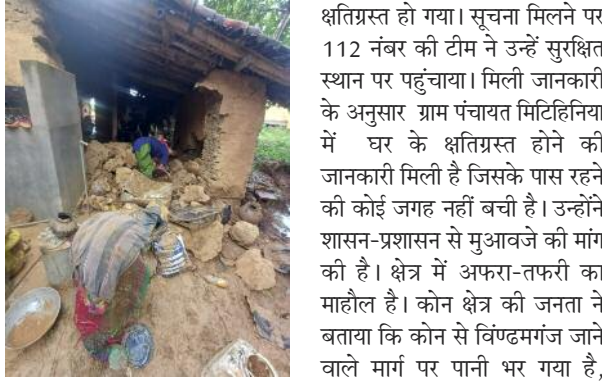 क्षतिग्रस्त हो गया। सूचना मिलने पर
112 नंबर की टीम ने उन्हें सुरक्षित
स्थान पर पहुंचाया। मिली जानकारी
के अनुसार ग्राम पंचायत मिटिहिनिया
में घर के क्षतिग्रस्त होने की
जानकारी मिली है जिसके पास रहने
की कोई जगह नहीं बची है। उन्होंने
शासन-प्रशासन से मुआवजे की मांग
की है। क्षेत्र में अफरा-तफरी का
माहौल है। कोन क्षेत्र की जनता ने
बताया कि कोन से विंण्ढमगंज जाने
वाले मार्ग पर पानी भर गया है,